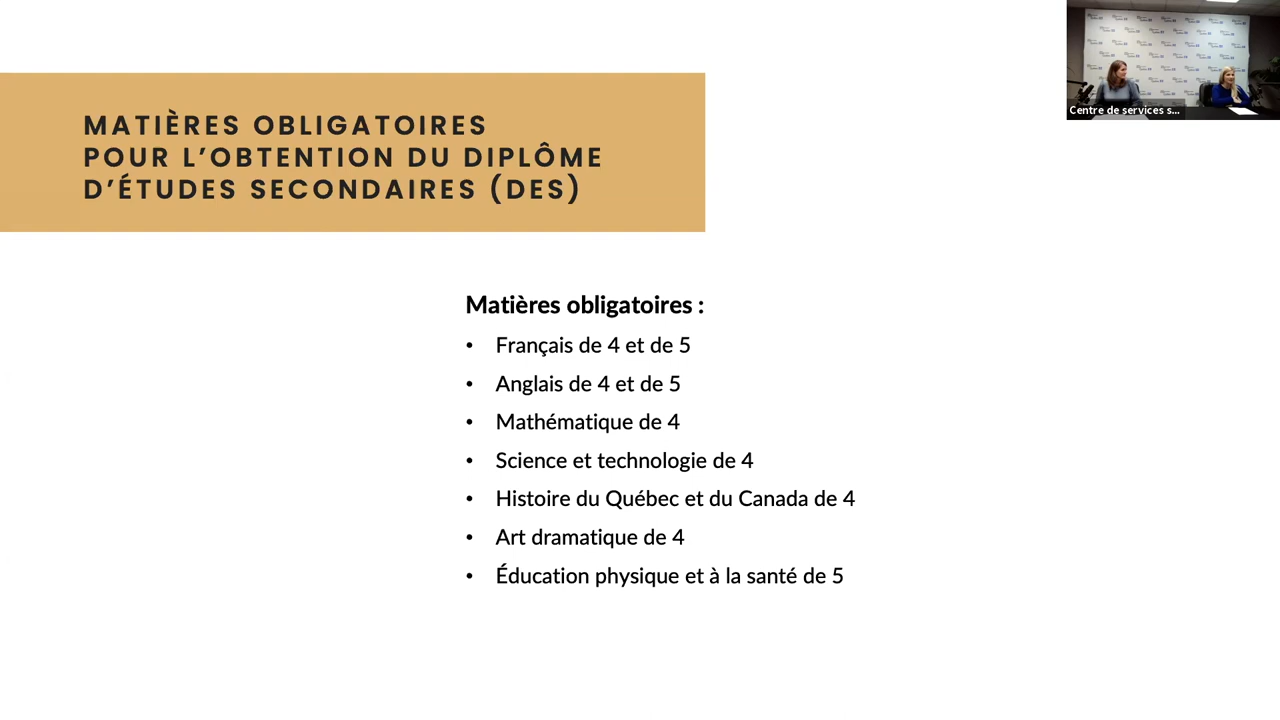 MATIÈRES OBLIGATOIRES
POUR L’OBTENTION DU DIPLÔME
D’ÉTUDES SECONDAIRES (DES)
Matières obligatoires :
• Français de 4 et de 5
• Anglais de 4 et de 5
• Mathématique de 4
• Science et technologie de 4
• Histoire du Québec et du Canada de 4
• Art dramatique de 4
• Éducation physique et à la santé de 5
Centre de services s...